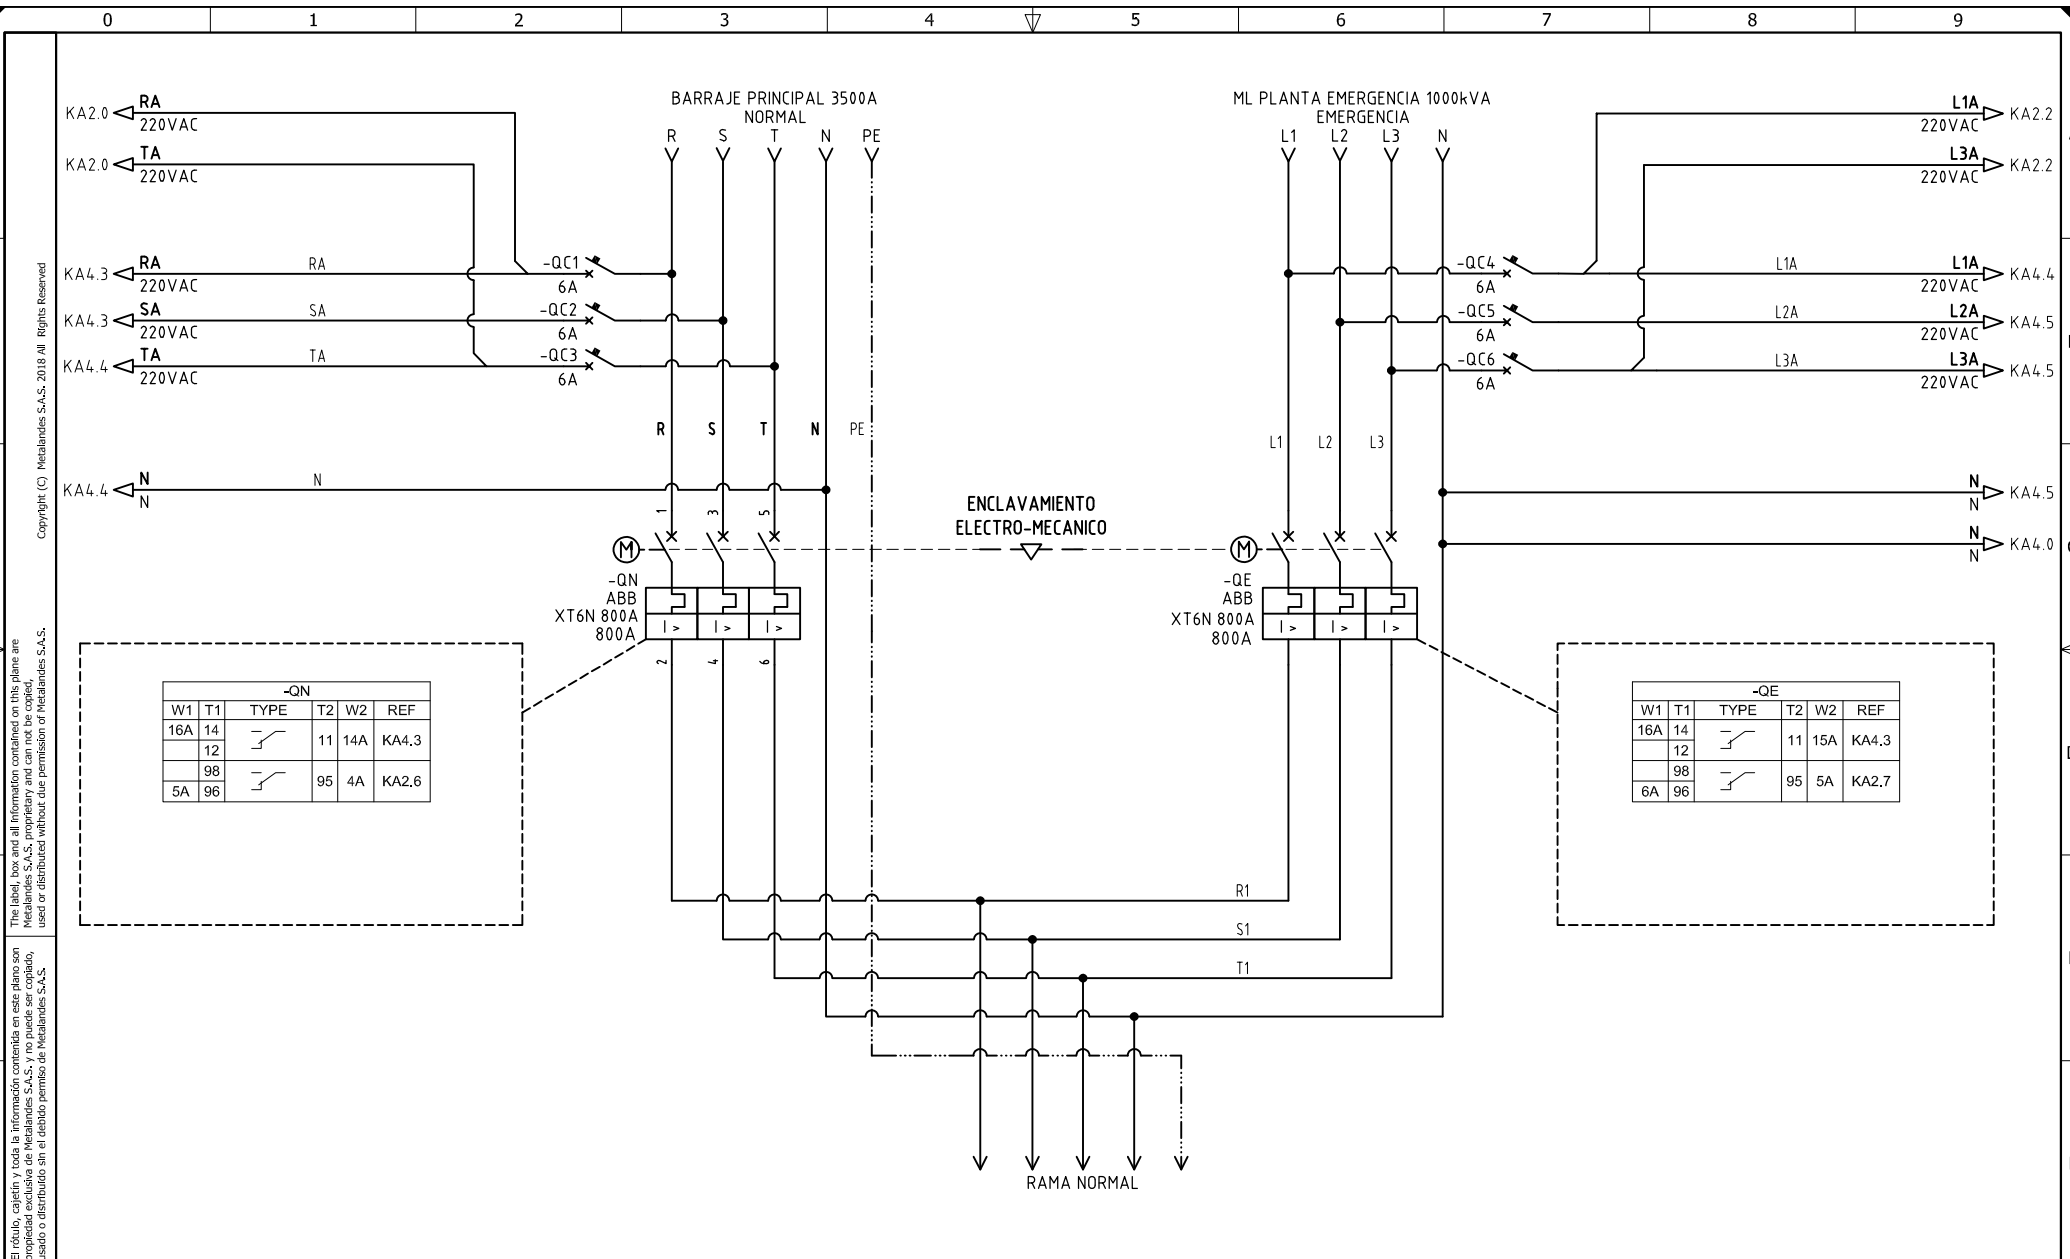 0 1 2 3 4 5 6 7 8 9
BARRAJE PRINCIPAL 3500A
NORMAL
R S T N PE
ML PLANTA EMERGENCIA 1000kVA
EMERGENCIA
L1 L2 L3 N
KA2.0 RA
220VAC
KA2.0 TA
220VAC
L1A KA2.2
220VAC
L3A KA2.2
220VAC
KA4.3 RA RA -QC1
220VAC 6A
KA4.3 SA SA -QC2
220VAC 6A
KA4.4 TA TA -QC3
220VAC 6A
-QC4 L1A L1A KA4.4
6A 220VAC
-QC5 L2A L2A KA4.5
6A 220VAC
-QC6 L3A L3A KA4.5
6A 220VAC
R S T N PE
L1 L2 L3
KA4.4 N N
N
N KA4.5
N
N KA4.0
N
1 3 5
ENCLAVAMIENTO
ELECTRO-MECANICO
M
-QN
ABB
XT6N 800A
800A
I > I > I >
2 4 6
M
-QE
ABB
XT6N 800A
800A
I > I > I >
-QN
W1 T1 TYPE T2 W2 REF
16A 14 11 14A KA4.3
12
98 95 4A KA2.6
5A 96
-QE
W1 T1 TYPE T2 W2 REF
16A 14 11 15A KA4.3
12
98 95 5A KA2.7
6A 96
R1
S1
T1
RAMA NORMAL
Copyright (C) Metalandes S.A.S. 2018 All Rights Reserved
The label, box and all information contained on this plane are
Metalandes S.A.S. proprietary and can not be copied,
used or distributed without due permission of Metalandes S.A.S.
El rótulo, cajetín y toda la información contenida en este plano son
propiedad exclusiva de Metalandes S.A.S. y no puede ser copiado,
usado o distribuido sin el debido permiso de Metalandes S.A.S.